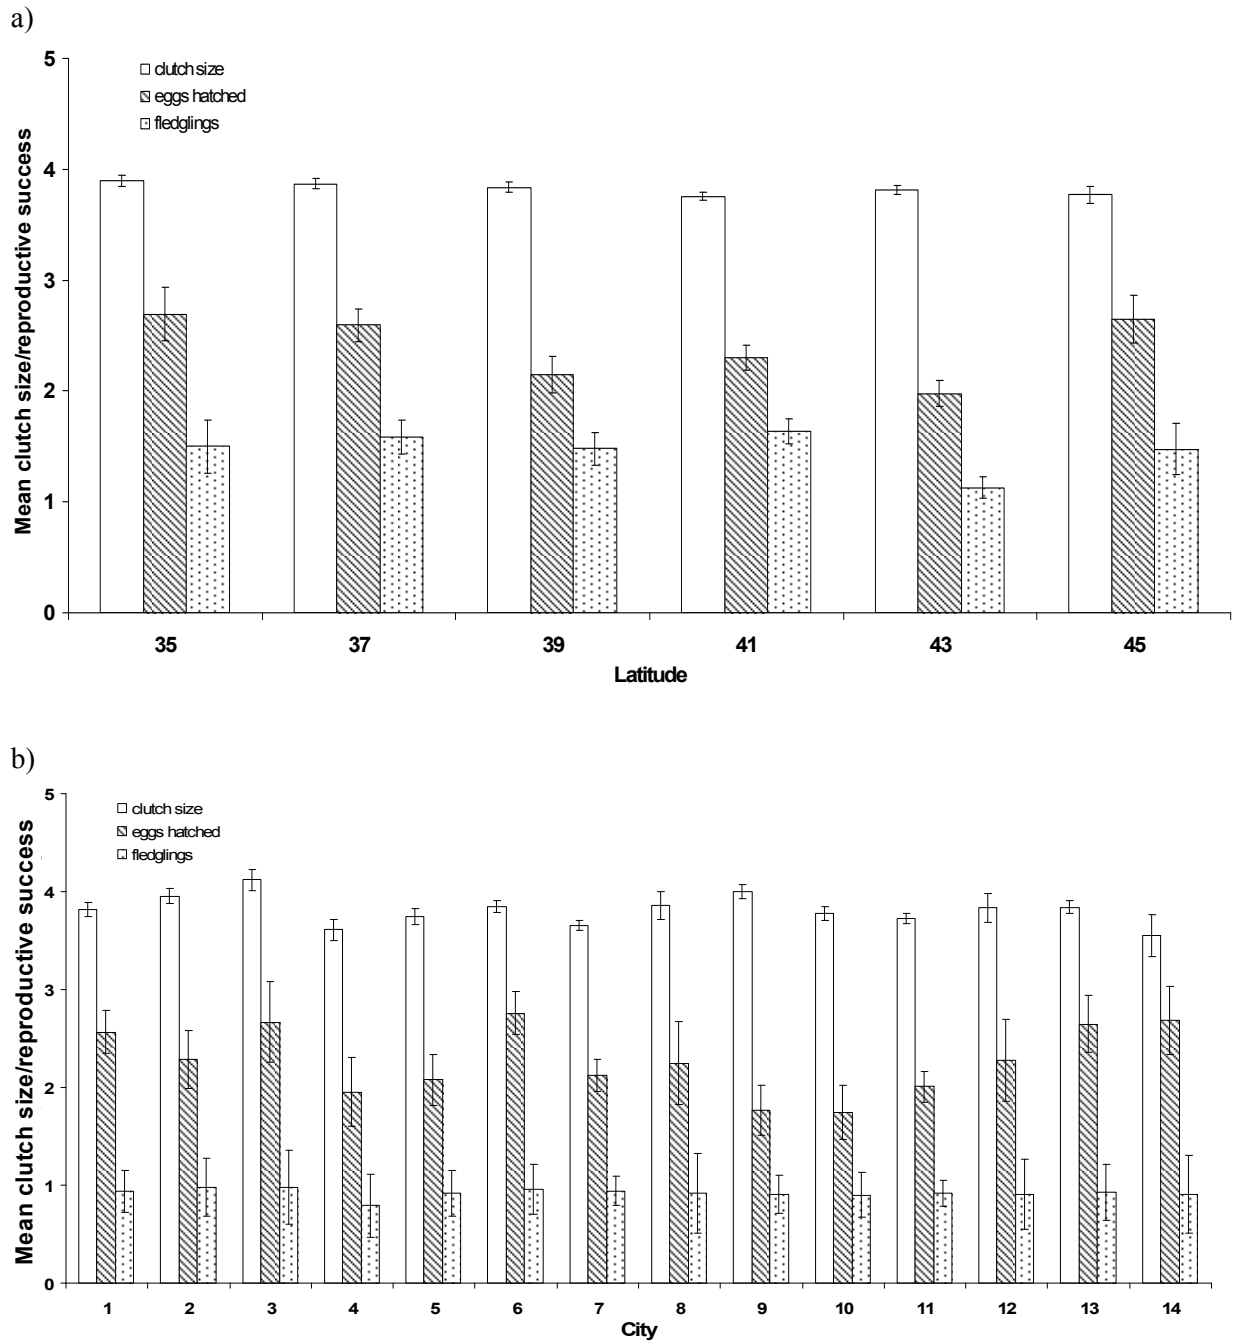 a)
Mean clutch size/reproductive success
5
4
3
2
1
0
clutch size
eggs hatched
fledglings
35 37 39 41 43 45
Latitude
b)
Mean clutch size/reproductive success
5
4
3
2
1
0
clutch size
eggs hatched
fledglings
1 2 3 4 5 6 7 8 9 10 11 12 13 14
City